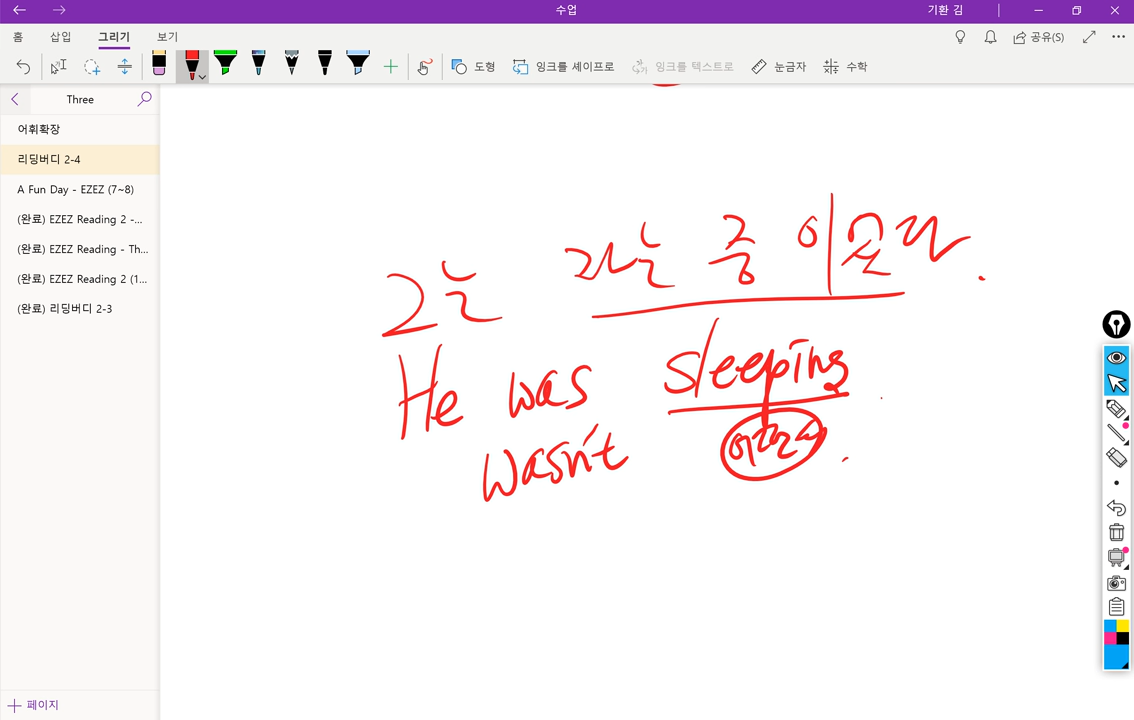 수업
기환 김
홈 삽입 그리기 보기
공유(S)
도형 잉크를 셰이프로 잉크를 텍스트로 눈금자 수학
Three
어휘확장
리딩버디 2-4
A Fun Day - EZEZ (7~8)
(완료) EZEZ Reading 2 -...
(완료) EZEZ Reading - Th...
(완료) EZEZ Reading 2 (1...
(완료) 리딩버디 2-3
그는 자는 중 이었다.
He was sleeping
wasn't
페이지